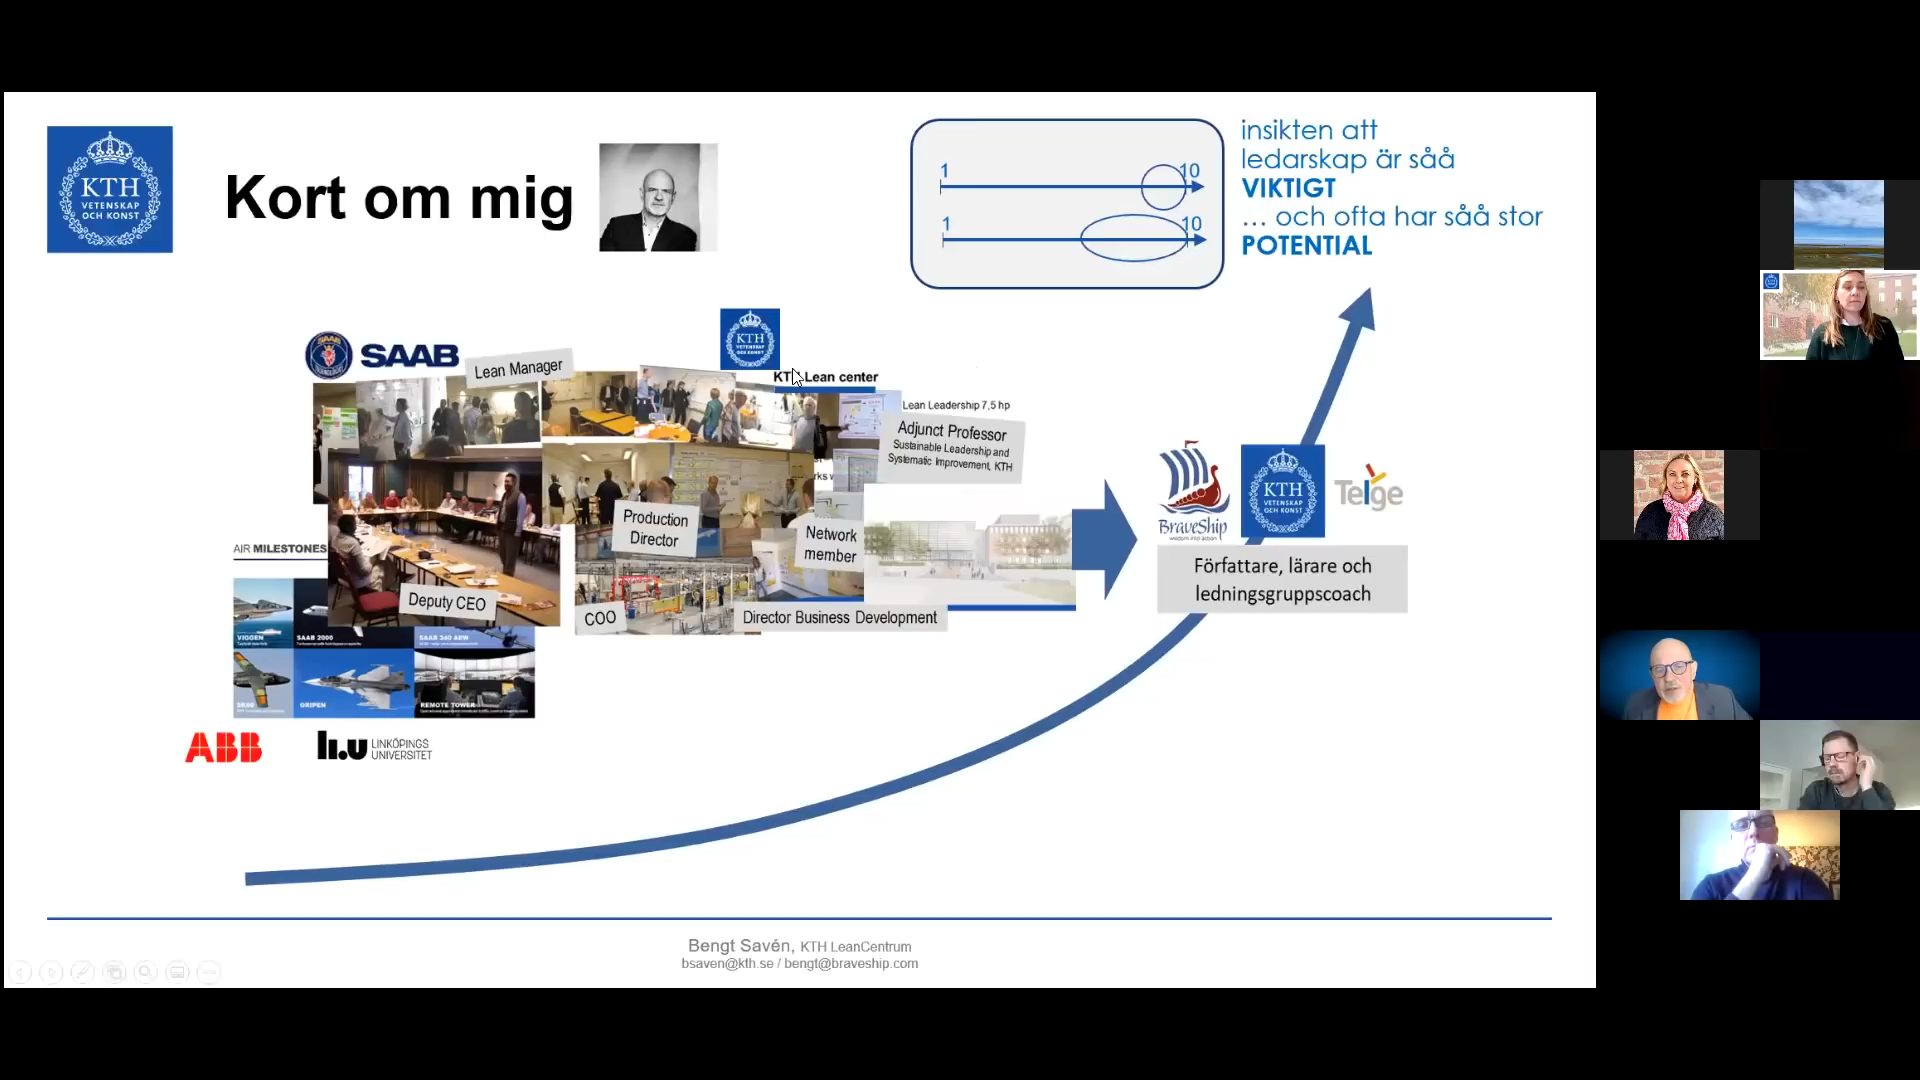 KTH
VETENSKAP
OCH KONST
Kort om mig
1
10
1
10
insikten att
ledarskap är såå
VIKTIGT
... och ofta har såå stor
POTENTIAL
SAAB
Lean Manager
KTH
VETENSKAP
OCH KONST
Lean center
Lean Leadership 7,5 hp
Adjunct Professor
Sustainable Leadership and
Systematic Improvement, KTH
Production
Director
Network
member
AIR MILESTONES
Deputy CEO
COO
Director Business Development
VIGGEN
SAAB 2000
SAAB 340 AEW
GRIPEN
REMOTE TOWER
ABB
LINKÖPINGS
UNIVERSITET
BraveShip
KTH
VETENSKAP
OCH KONST
Telge
Författare, lärare och
ledningsgruppscoach
Bengt Savén, KTH LeanCentrum
bsaven@kth.se / bengt@braveship.com